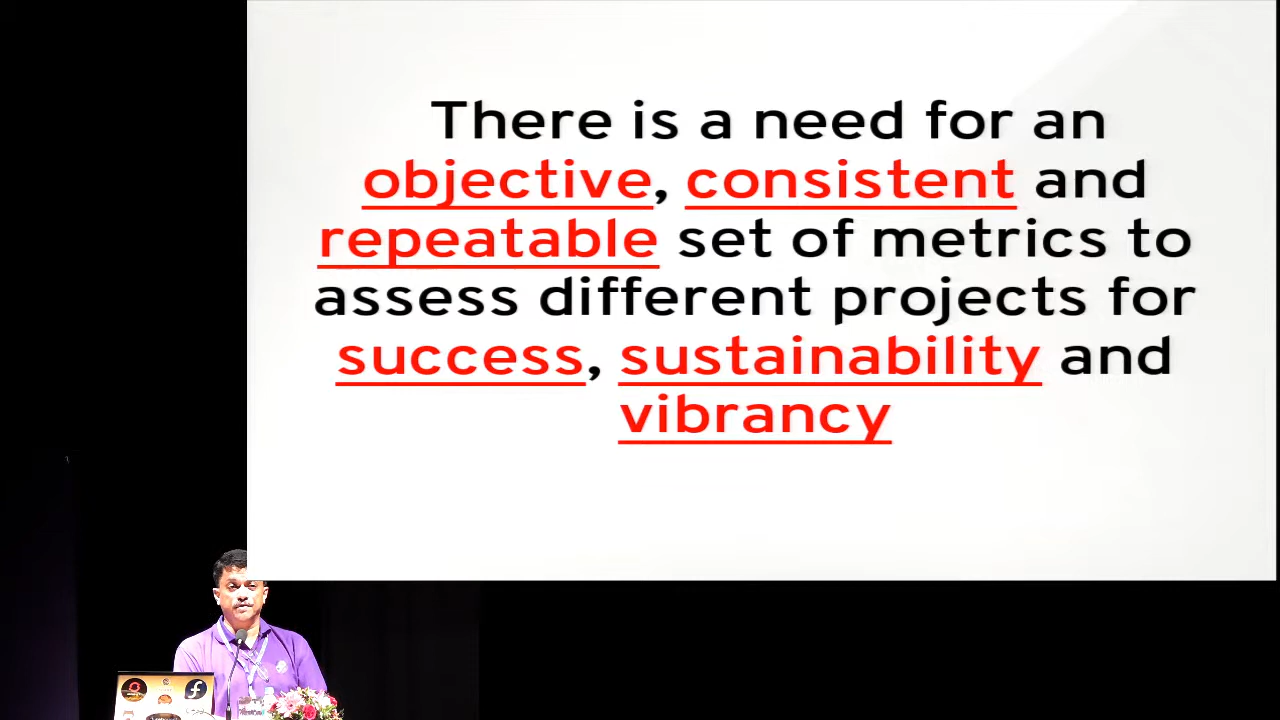 There is a need for an
objective, consistent and
repeatable set of metrics to
assess different projects for
success, sustainability and
vibrancy